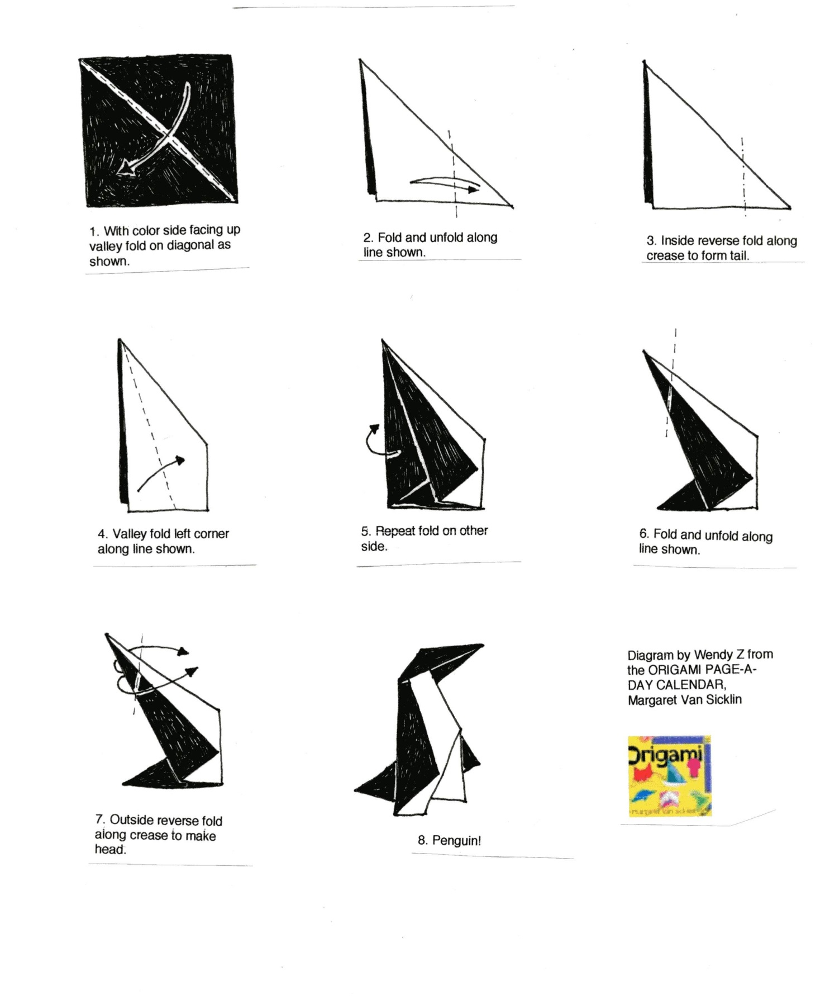 1. With color side facing up
valley fold on diagonal as
shown.
2. Fold and unfold along
line shown.
3. Inside reverse fold along
crease to form tail.
4. Valley fold left corner
along line shown.
5. Repeat fold on other
side.
6. Fold and unfold along
line shown.
7. Outside reverse fold
along crease to make
head.
8. Penguin!
Diagram by Wendy Z from
the ORIGAMI PAGE-A-
DAY CALENDAR,
Margaret Van Sicklin
Origami